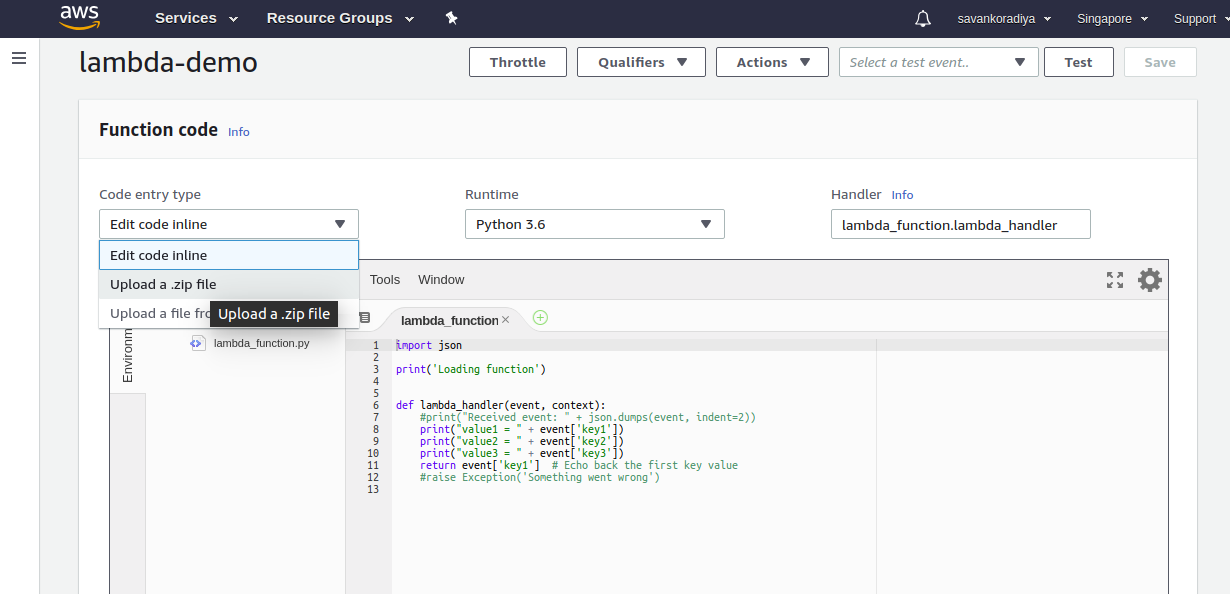 aws Services Resource Groups savankoradiya Singapore Support
lambda-demo Throttle Qualifiers Actions Select a test event.. Test Save
Function code Info
Code entry type Runtime Handler Info
Edit code inline Python 3.6 lambda_function.lambda_handler
Edit code inline
Upload a .zip file
Upload a file fro
Upload a .zip file
Tools Window
Environm
lambda_function.py
lambda_function ×
1 import json
2
3 print('Loading function')
4
5
6 def lambda_handler(event, context):
7 #print("Received event: " + json.dumps(event, indent=2))
8 print("value1 = " + event['key1'])
9 print("value2 = " + event['key2'])
10 print("value3 = " + event['key3'])
11 return event['key1']  # Echo back the first key value
12 #raise Exception('Something went wrong')
13